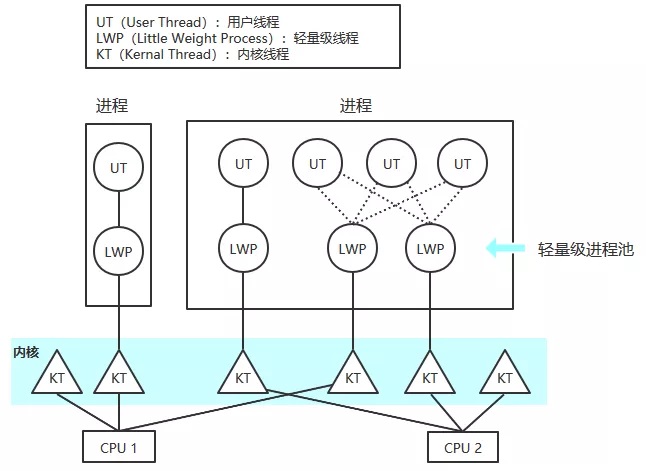 UT（User Thread）：用户线程
LWP（Little Weight Process）：轻量级线程
KT（Kernal Thread）：内核线程
进程 进程
UT UT UT UT UT
LWP LWP LWP LWP
轻量级进程池
内核
KT KT KT KT KT KT
CPU 1 CPU 2